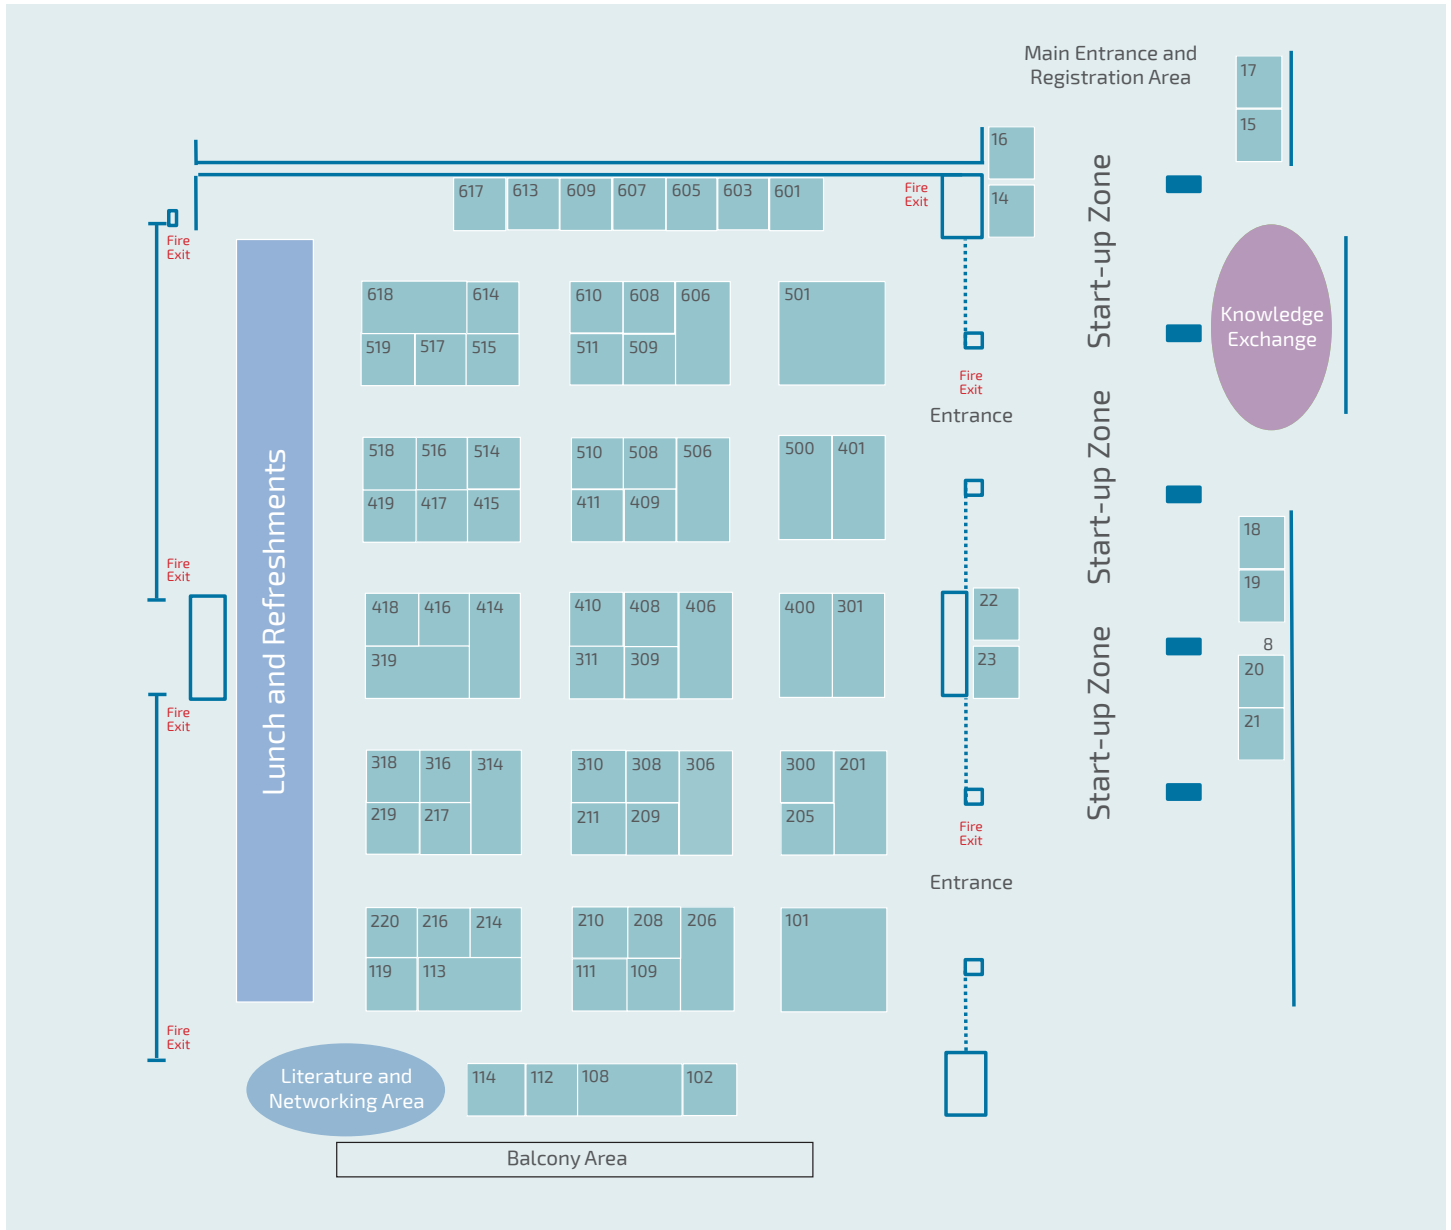 Main Entrance and
Registration Area
17
15
16
14
617 613 609 607 605 603 601
Fire
Exit
Fire
Exit
Start-up Zone
Knowledge
Exchange
618 614
519 517 515
610 608 606
511 509
501
Fire
Exit
Entrance
Lunch and Refreshments
518 516 514
419 417 415
510 508 506
411 409
500 401
Start-up Zone
18
19
8
20
21
Fire
Exit
418 416 414
319
410 408 406
311 309
400 301
22
23
Start-up Zone
Fire
Exit
318 316 314
219 217
310 308 306
211 209
300 201
205
Fire
Exit
Entrance
220 216 214
119 113
210 208 206
111 109
101
Fire
Exit
Literature and
Networking Area
114 112 108 102
Balcony Area